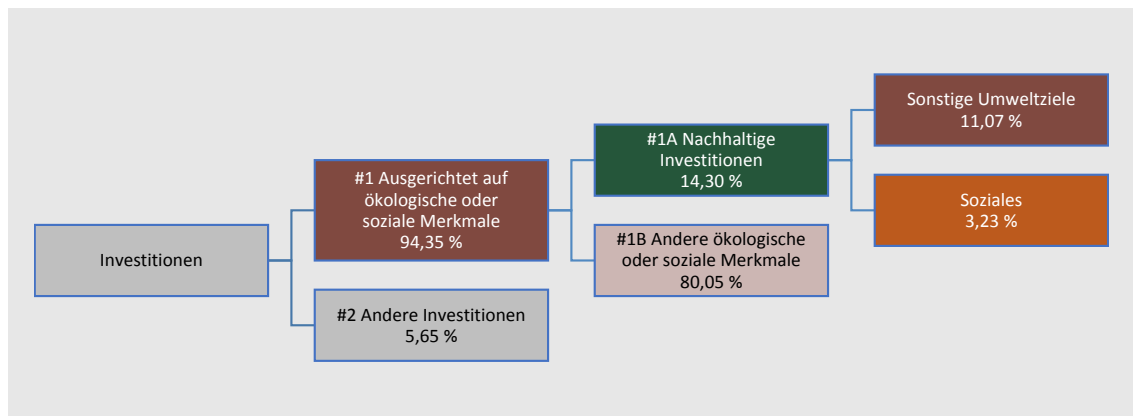 Investitionen
#1 Ausgerichtet auf
ökologische oder
soziale Merkmale
94,35 %
#2 Andere Investitionen
5,65 %
#1A Nachhaltige
Investitionen
14,30 %
#1B Andere ökologische
oder soziale Merkmale
80,05 %
Sonstige Umweltziele
11,07 %
Soziales
3,23 %